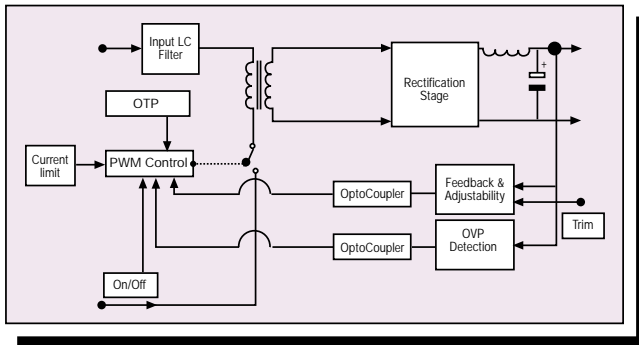 Input LC
Filter
OTP
Current
limit
PWM Control
On/Off
Rectification
Stage
+
OptoCoupler
Feedback &
Adjustability
Trim
OptoCoupler
OVP
Detection